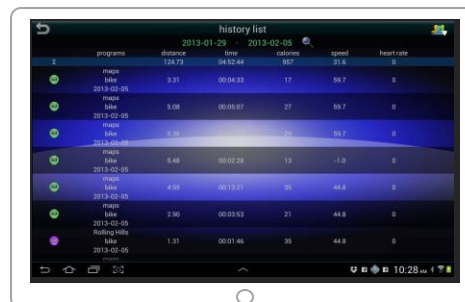 history list
2013-01-29 - 2013-02-05
programs distance time calories speed heart rate
Σ 124.73 04:52:44 957 31.6 0
maps
bike 3.31 00:04:33 17 59.7 0
2013-02-05
maps
bike 5.08 00:05:07 27 59.7 0
2013-02-05
maps
bike 59.7 0
2013-02-05
maps
bike 5.48 00:02:28 13 -1.0 0
2013-02-05
maps
bike 4.95 00:13:21 35 44.8 0
2013-02-05
maps
bike 2.90 00:03:53 21 44.8 0
2013-02-05
Rolling Hills
bike 1.31 00:01:46 35 44.8 0
2013-02-05
maps
10:28 AM